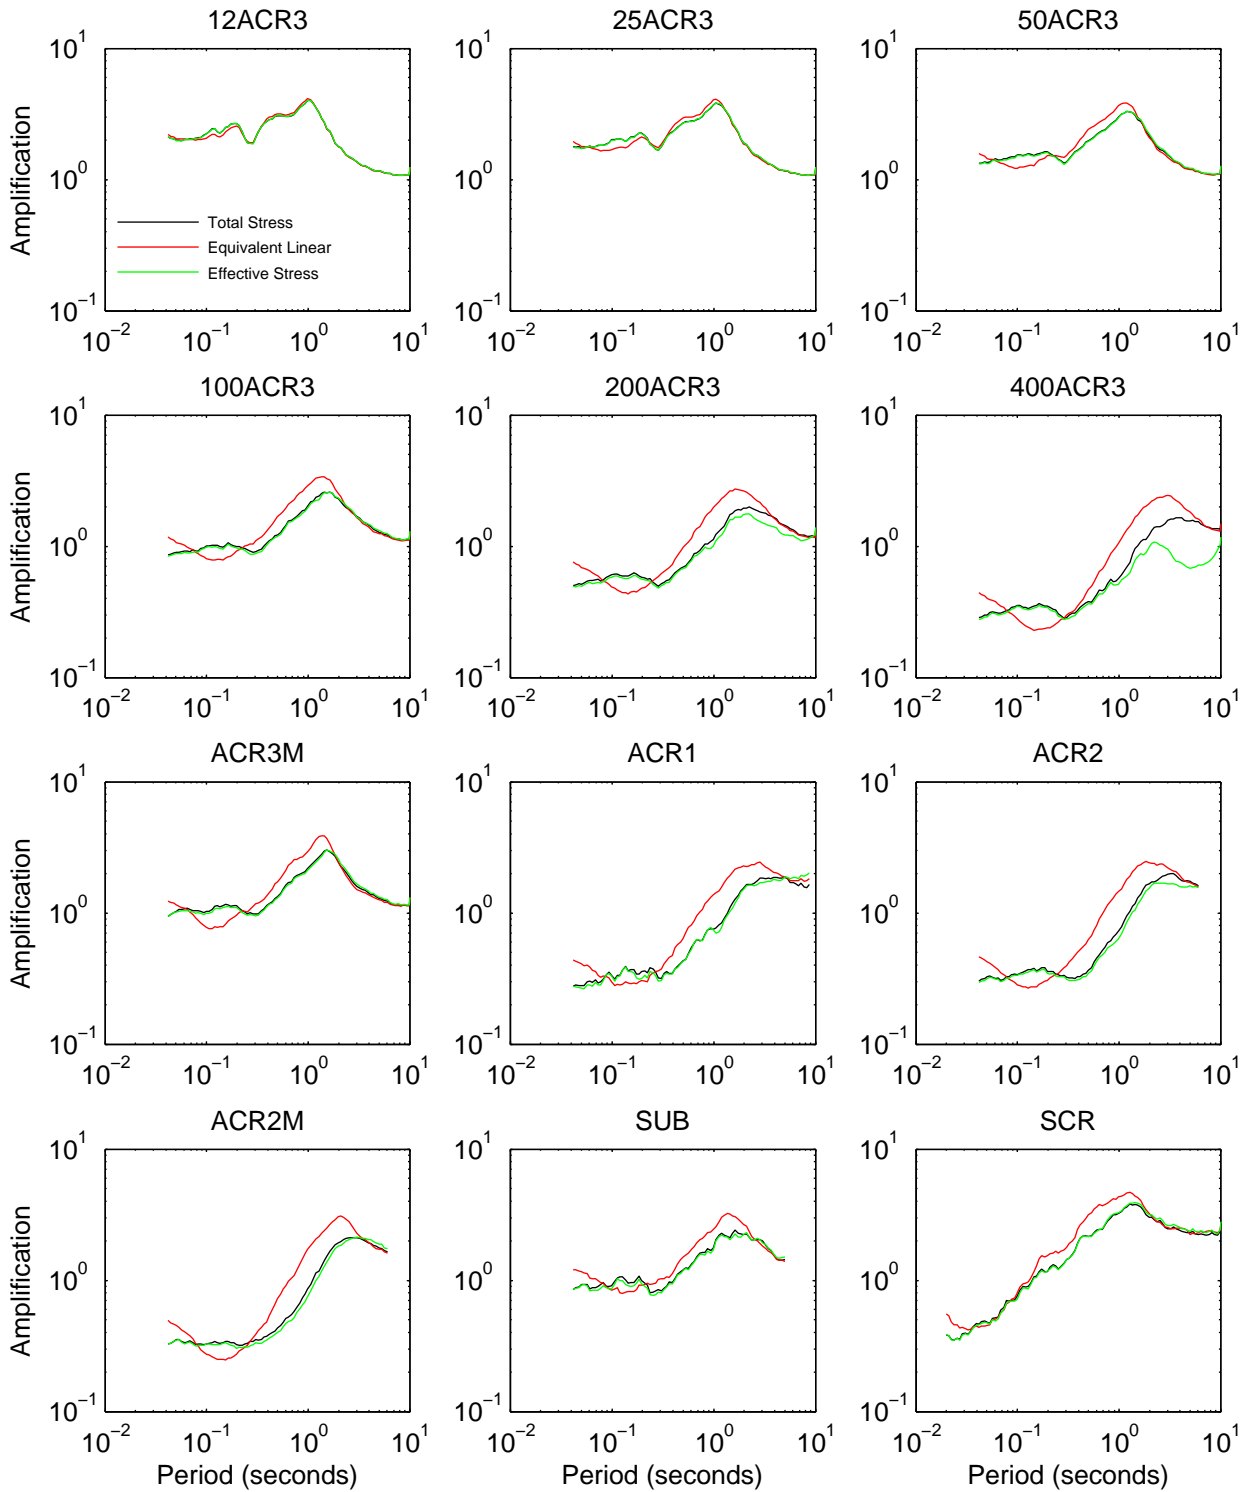 12ACR3 25ACR3 50ACR3
Amplification
10^1 10^1 10^1
10^0 10^0 10^0
Total Stress
Equivalent Linear
Effective Stress
10^−1 10^−1 10^−1
10^−2 10^−1 10^0 10^1 10^−2 10^−1 10^0 10^1 10^−2 10^−1 10^0 10^1
100ACR3 200ACR3 400ACR3
Amplification
10^1 10^1 10^1
10^0 10^0 10^0
10^−1 10^−1 10^−1
10^−2 10^−1 10^0 10^1 10^−2 10^−1 10^0 10^1 10^−2 10^−1 10^0 10^1
ACR3M ACR1 ACR2
Amplification
10^1 10^1 10^1
10^0 10^0 10^0
10^−1 10^−1 10^−1
10^−2 10^−1 10^0 10^1 10^−2 10^−1 10^0 10^1 10^−2 10^−1 10^0 10^1
ACR2M SUB SCR
Amplification
10^1 10^1 10^1
10^0 10^0 10^0
10^−1 10^−1 10^−1
10^−2 10^−1 10^0 10^1 10^−2 10^−1 10^0 10^1 10^−2 10^−1 10^0 10^1
Period (seconds) Period (seconds) Period (seconds)